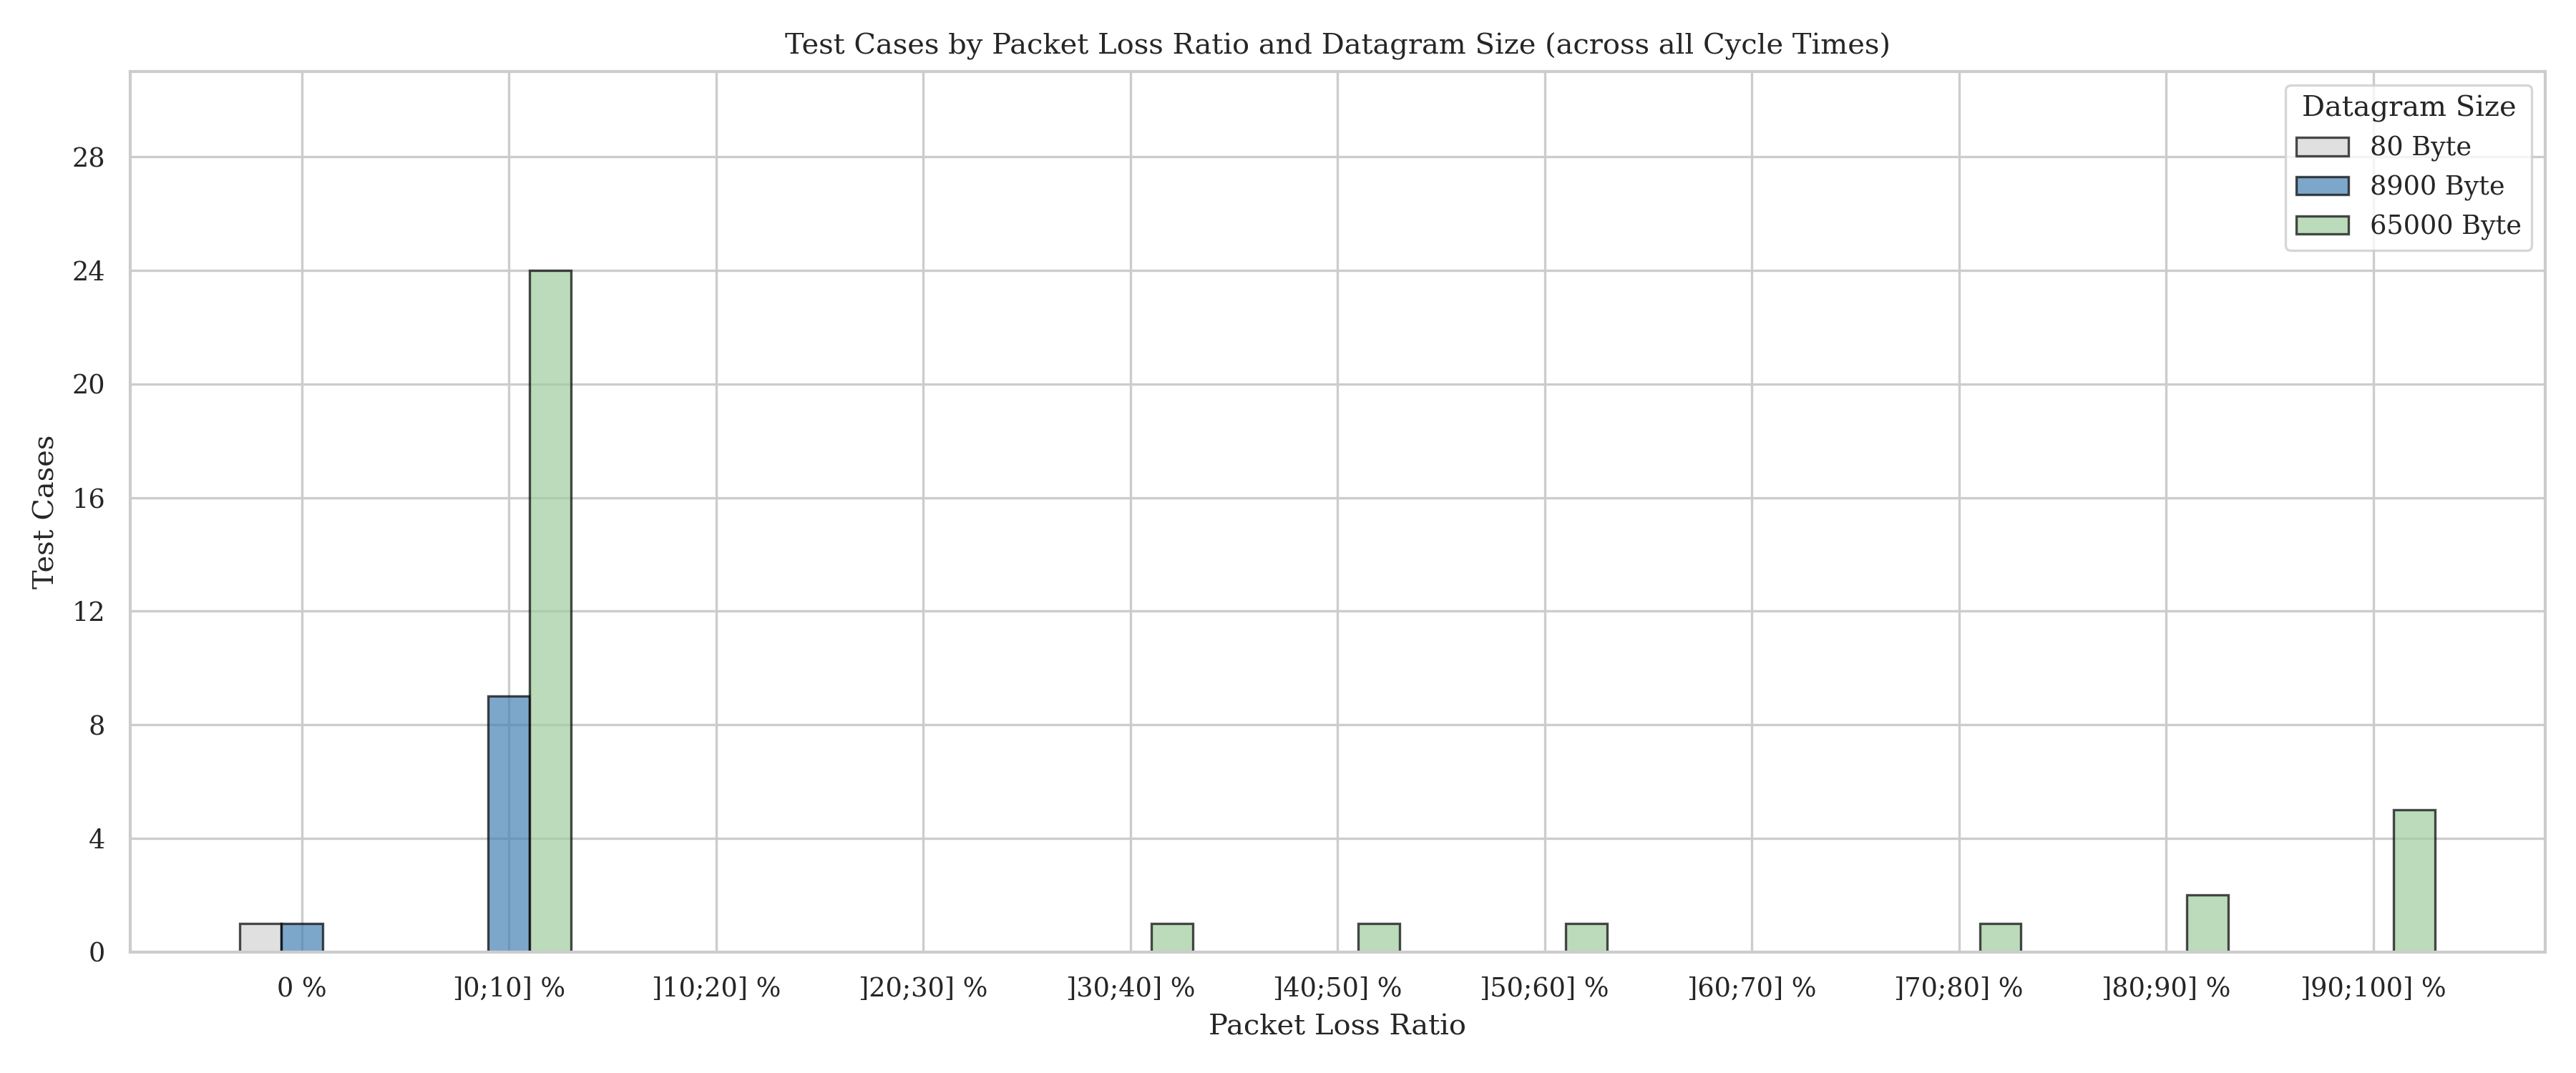 Test Cases by Packet Loss Ratio and Datagram Size (across all Cycle Times)
Datagram Size
80 Byte
8900 Byte
65000 Byte
Test Cases
28
24
20
16
12
8
4
0
0 %
]0;10] %
]10;20] %
]20;30] %
]30;40] %
]40;50] %
]50;60] %
]60;70] %
]70;80] %
]80;90] %
]90;100] %
Packet Loss Ratio